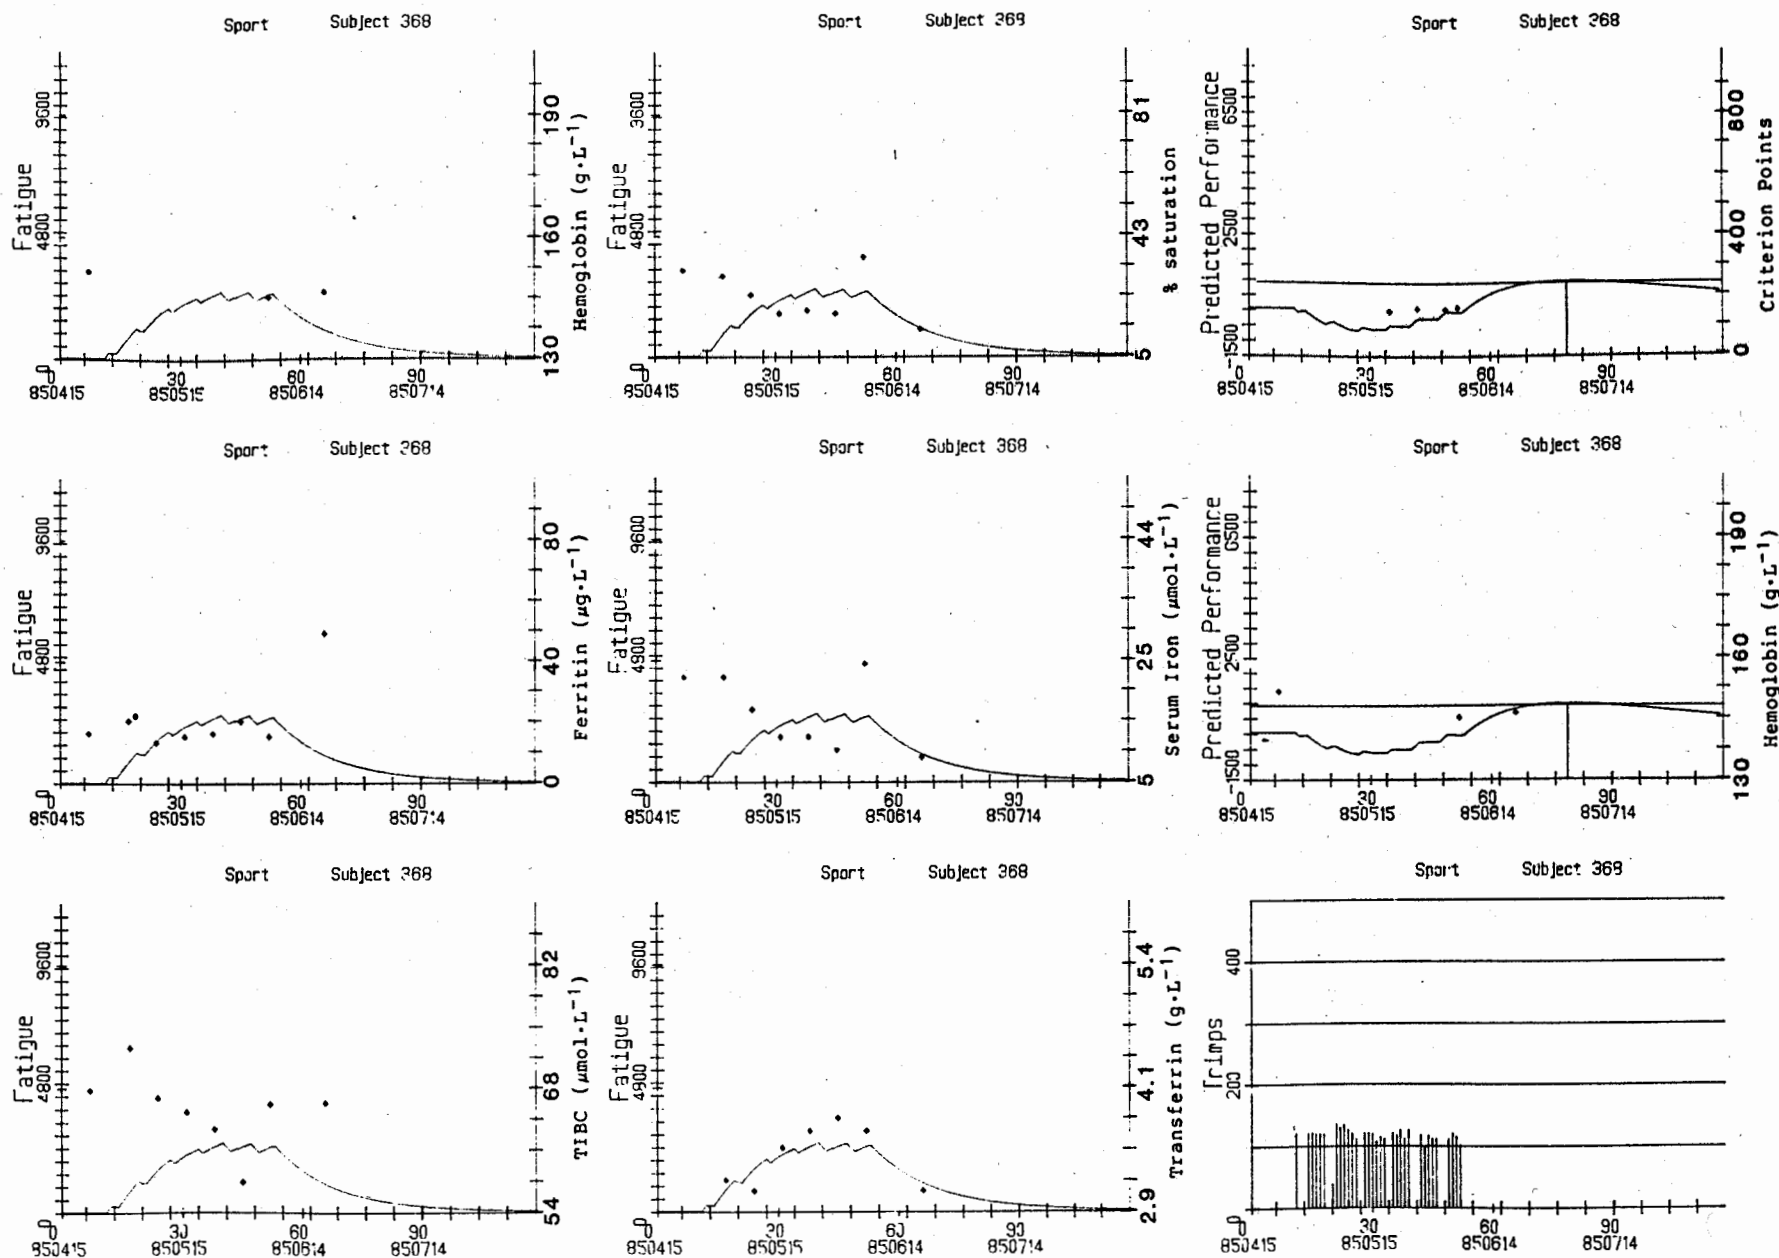 Sport Subject 368
Fatigue
9600
4800
0
190
160
130
Hemoglobin (g·L⁻¹)
0 30 60 90
850415 850515 850614 850714
Sport Subject 368
Fatigue
9600
4800
0
81
43
5
% saturation
0 30 60 90
850415 850515 850614 850714
Sport Subject 368
Predicted Performance
6500
2500
-1500
800
400
0
Criterion Points
0 30 60 90
850415 850515 850614 850714
Sport Subject 368
Fatigue
9600
4800
0
80
40
0
Ferritin (μg·L⁻¹)
0 30 60 90
850415 850515 850614 850714
Sport Subject 368
Fatigue
9600
4800
0
44
25
5
Serum Iron (μmol·L⁻¹)
0 30 60 90
850415 850515 850614 850714
Sport Subject 368
Predicted Performance
6500
2500
-1500
190
160
130
Hemoglobin (g·L⁻¹)
0 30 60 90
850415 850515 850614 850714
Sport Subject 368
Fatigue
9600
4800
0
82
68
54
TIBC (μmol·L⁻¹)
0 30 60 90
850415 850515 850614 850714
Sport Subject 368
Fatigue
9600
4800
0
5.4
4.1
2.9
Transferrin (g·L⁻¹)
0 30 60 90
850415 850515 850614 850714
Sport Subject 368
Trimps
400
200
0 30 60 90
850415 850515 850614 850714